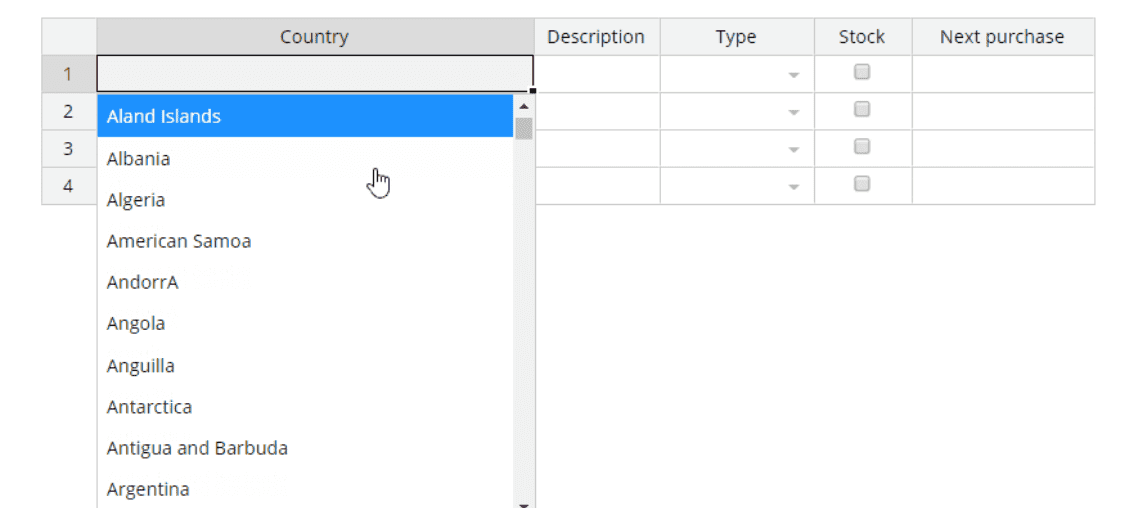 Country Description Type Stock Next purchase
1
2
3
4
Aland Islands
Albania
Algeria
American Samoa
AndorrA
Angola
Anguilla
Antarctica
Antigua and Barbuda
Argentina